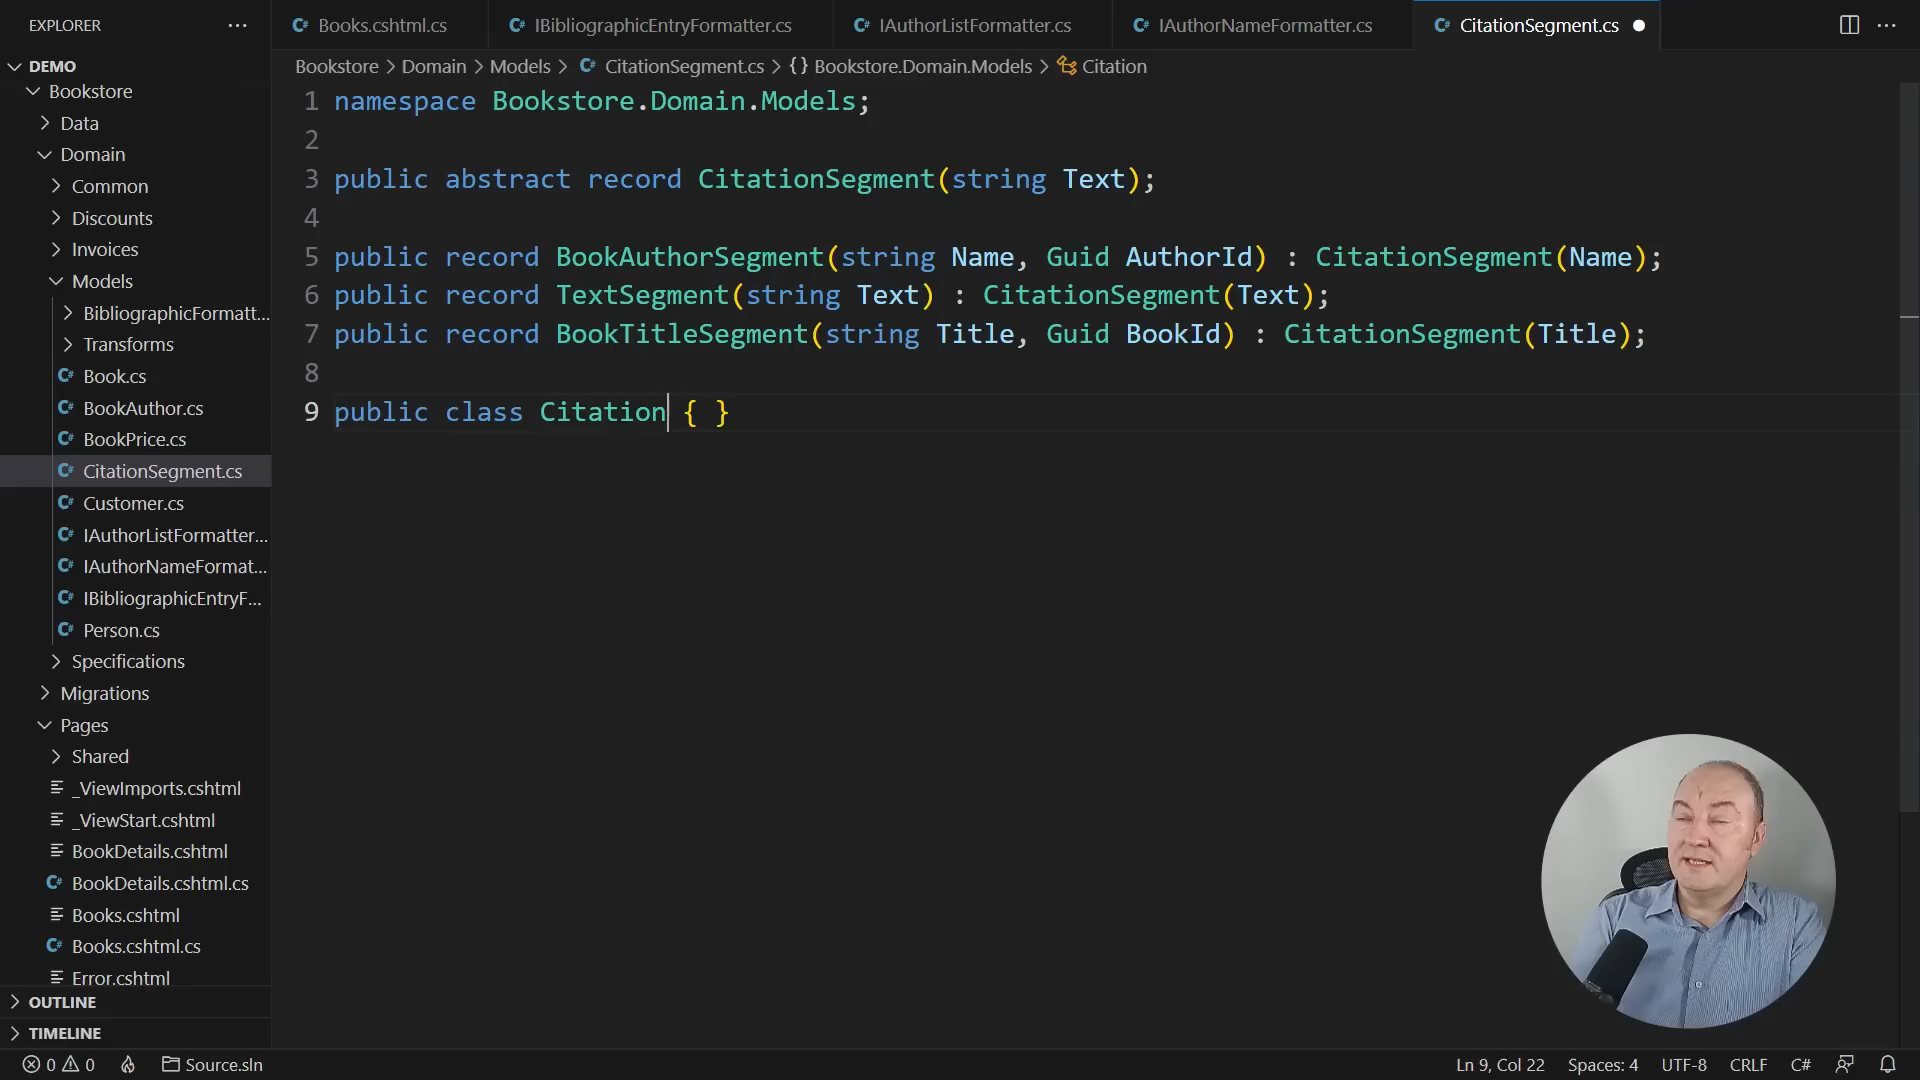 EXPLORER
DEMO
Bookstore
Data
Domain
Common
Discounts
Invoices
Models
BibliographicFormatt...
Transforms
Book.cs
BookAuthor.cs
BookPrice.cs
CitationSegment.cs
Customer.cs
IAuthorListFormatter...
IAuthorNameFormat...
IBibliographicEntryF...
Person.cs
Specifications
Migrations
Pages
Shared
_ViewImports.cshtml
_ViewStart.cshtml
BookDetails.cshtml
BookDetails.cshtml.cs
Books.cshtml
Books.cshtml.cs
Error.cshtml
OUTLINE
TIMELINE
Books.cshtml.cs IBibliographicEntryFormatter.cs IAuthorListFormatter.cs IAuthorNameFormatter.cs CitationSegment.cs
Bookstore > Domain > Models > CitationSegment.cs > {} Bookstore.Domain.Models > Citation
1 namespace Bookstore.Domain.Models;
2
3 public abstract record CitationSegment(string Text);
4
5 public record BookAuthorSegment(string Name, Guid AuthorId) : CitationSegment(Name);
6 public record TextSegment(string Text) : CitationSegment(Text);
7 public record BookTitleSegment(string Title, Guid BookId) : CitationSegment(Title);
8
9 public class Citation { }
0 0 Source.sln Ln 9, Col 22 Spaces: 4 UTF-8 CRLF C#